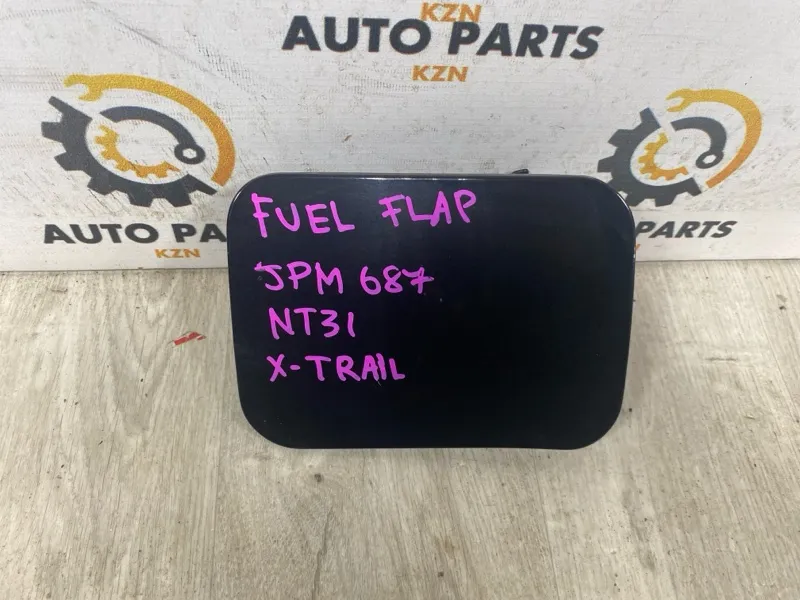 KZN
AUTO PARTS
KZN
AUTO PA
KZN
PARTS
FUEL FLAP
JPM 687
NT31
X-TRAIL